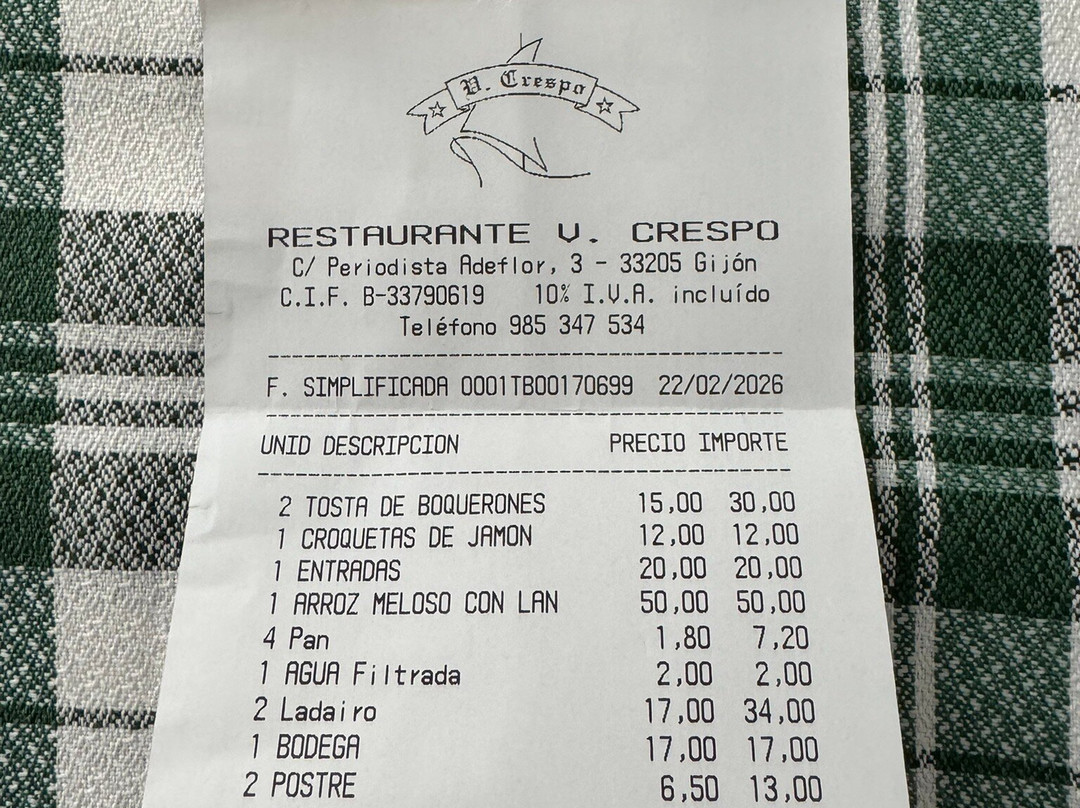 V. Crespo
RESTAURANTE V. CRESPO
C/ Periodista Adeflor, 3 - 33205 Gijón
C.I.F. B-33790619 10% I.V.A. incluído
Teléfono 985 347 534
F. SIMPLIFICADA 0001TB00170699 22/02/2026
UNID DESCRIPCION PRECIO IMPORTE
2 TOSTA DE BOQUERONES 15,00 30,00
1 CROQUETAS DE JAMON 12,00 12,00
1 ENTRADAS 20,00 20,00
1 ARROZ MELOSO CON LAN 50,00 50,00
4 Pan 1,80 7,20
1 AGUA Filtrada 2,00 2,00
2 Ladairo 17,00 34,00
1 BODEGA 17,00 17,00
2 POSTRE 6,50 13,00